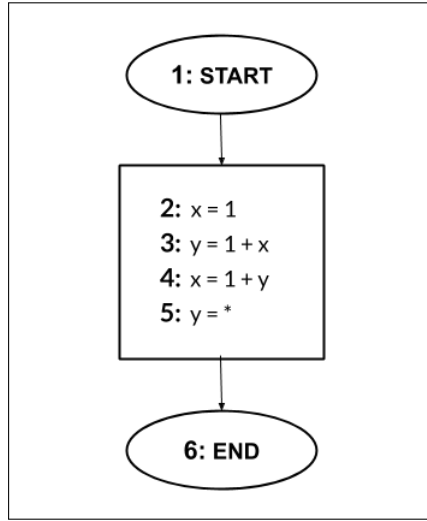 1: START
2: x = 1
3: y = 1 + x
4: x = 1 + y
5: y = *
6: END